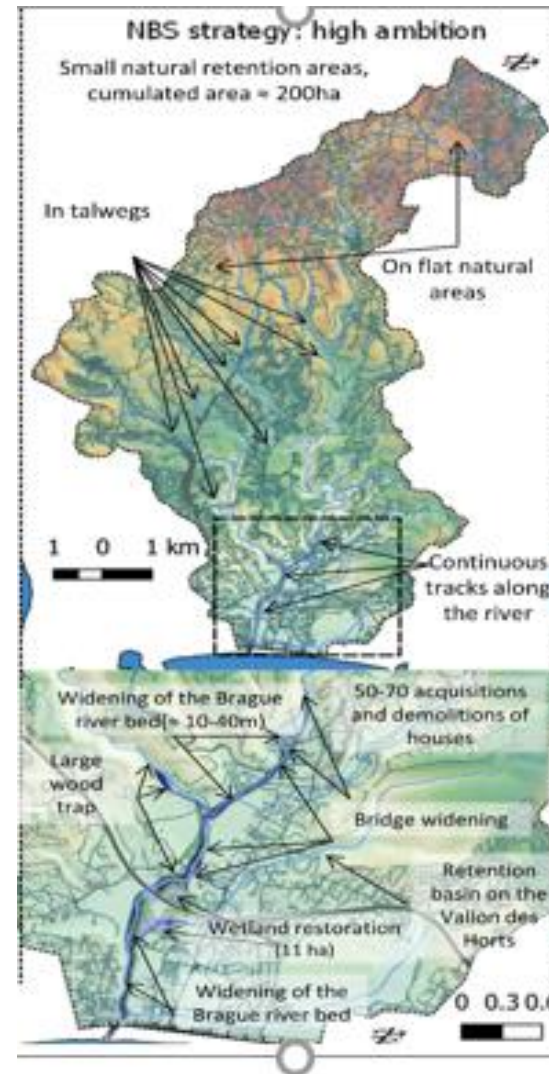 NBS strategy: high ambition
Small natural retention areas,
cumulated area ≈ 200ha
In talwegs
On flat natural
areas
1 0 1 km
Continuous
tracks along
the river
Widening of the Brague
river bed(≈ 10-40m)
50-70 acquisitions
and demolitions of
houses
Large
wood
trap
Bridge widening
Retention
basin on the
Vallon des
Horts
Wetland restoration
(11 ha)
Widening of the
Brague river bed
0 0.3 0.6